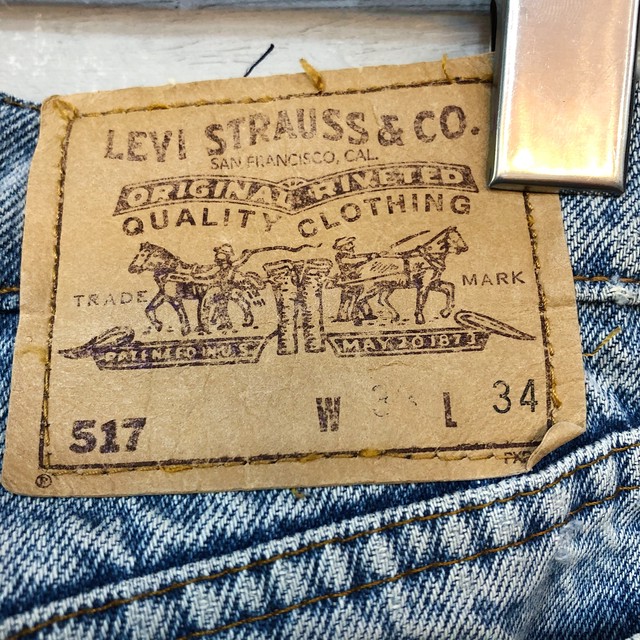 LEVI STRAUSS & CO.
SAN FRANCISCO, CAL.
ORIGINAL RIVETED
QUALITY CLOTHING
TRADE MARK
MAY 20 1873
517 W L 34
®